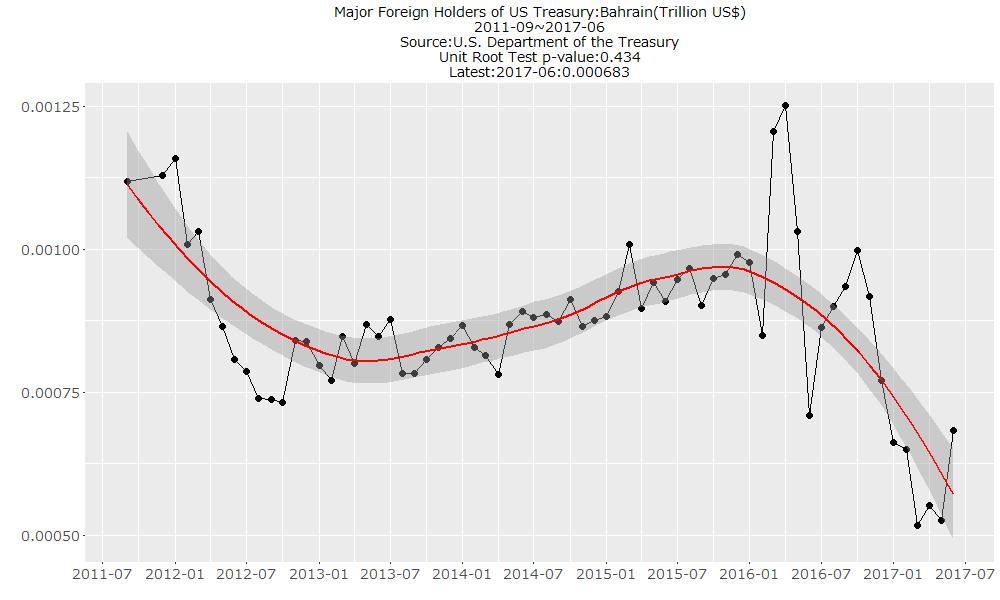 Major Foreign Holders of US Treasury:Bahrain(Trillion US$)
2011-09~2017-06
Source:U.S. Department of the Treasury
Unit Root Test p-value:0.434
Latest:2017-06:0.000683
0.00125
0.00100
0.00075
0.00050
2011-07 2012-01 2012-07 2013-01 2013-07 2014-01 2014-07 2015-01 2015-07 2016-01 2016-07 2017-01 2017-07